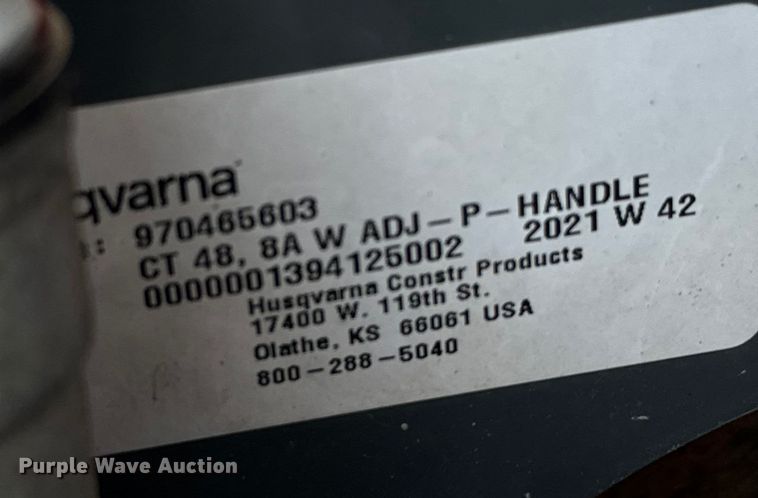 qvarna
: 970465603
CT 48, 8A W ADJ-P-HANDLE
0000001394125002 2021 W 42
Husqvarna Constr Products
17400 W. 119th St.
Olathe, KS 66061 USA
800-288-5040
Purple Wave Auction